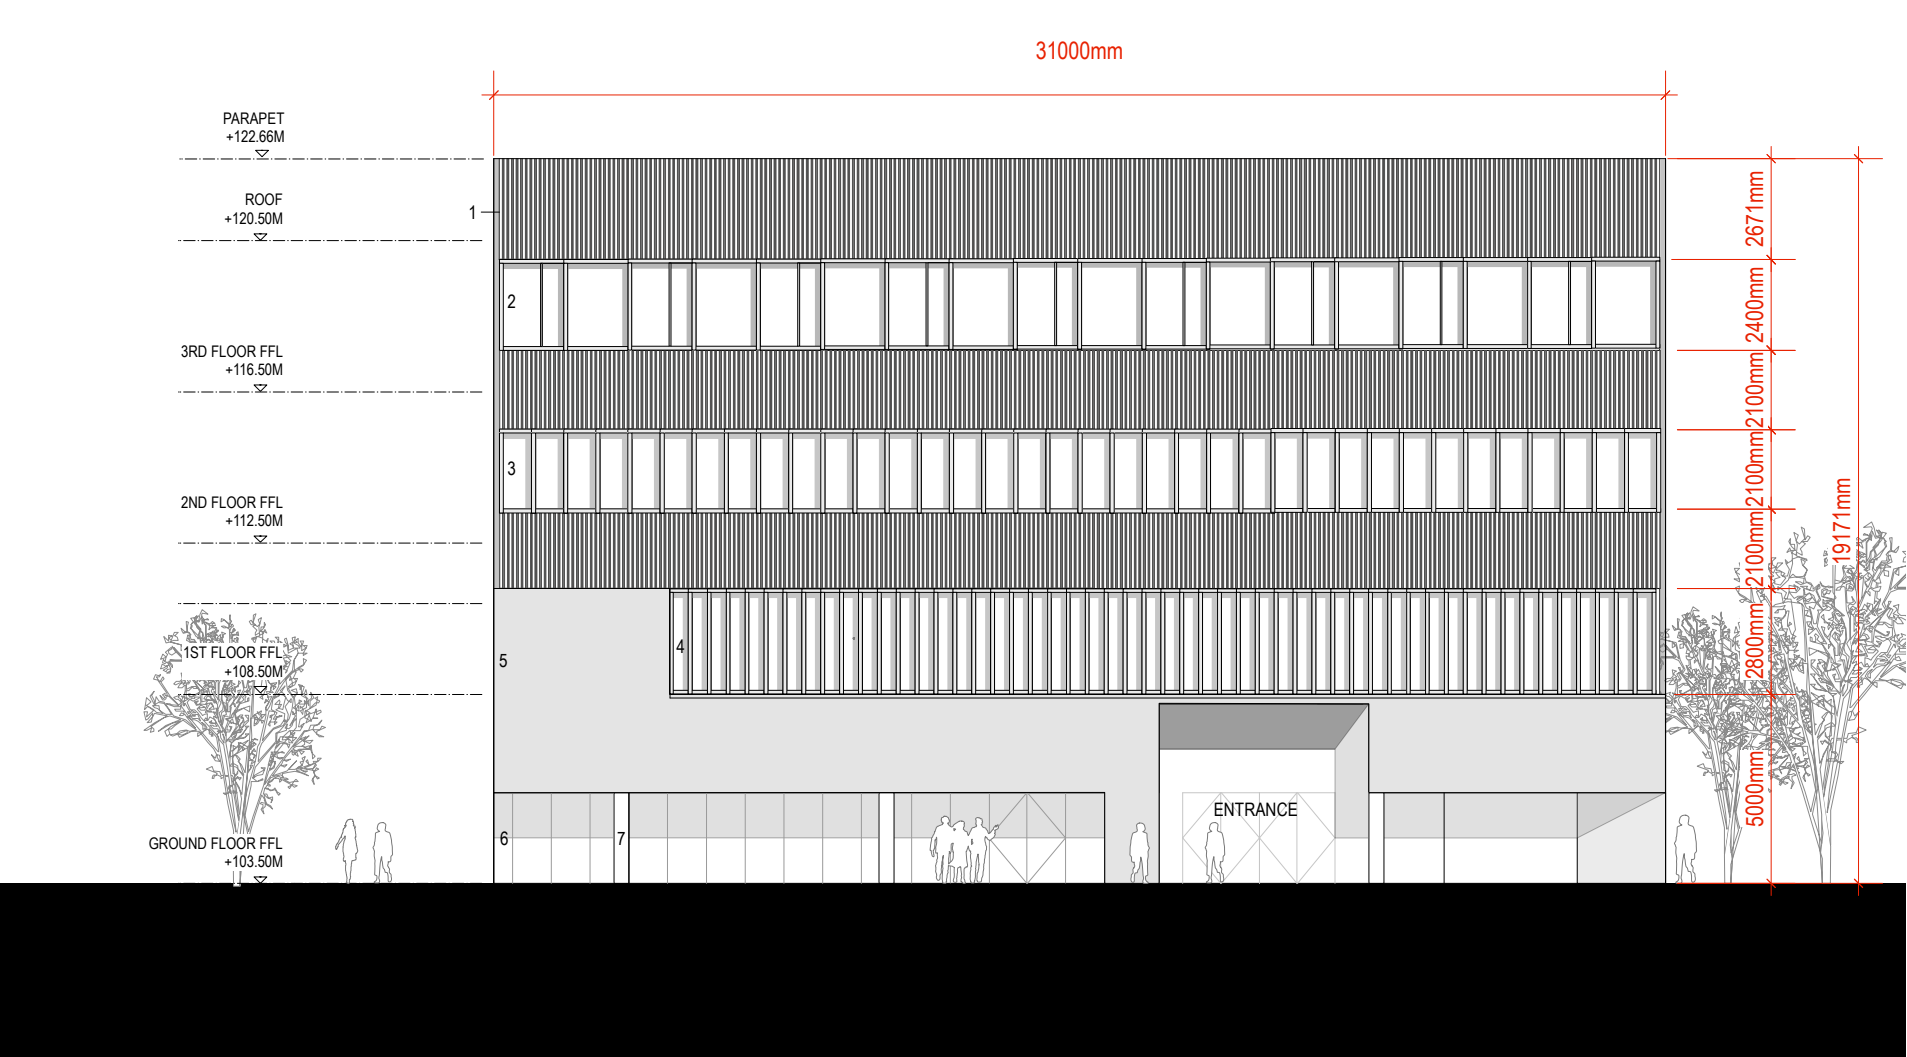 31000mm
PARAPET
+122.66M
ROOF
+120.50M
1
2671mm
2
2400mm
3RD FLOOR FFL
+116.50M
2100mm
3
2100mm
2ND FLOOR FFL
+112.50M
19171mm
2100mm
1ST FLOOR FFL
+108.50M
4
5
2800mm
5000mm
ENTRANCE
6
7
GROUND FLOOR FFL
+103.50M